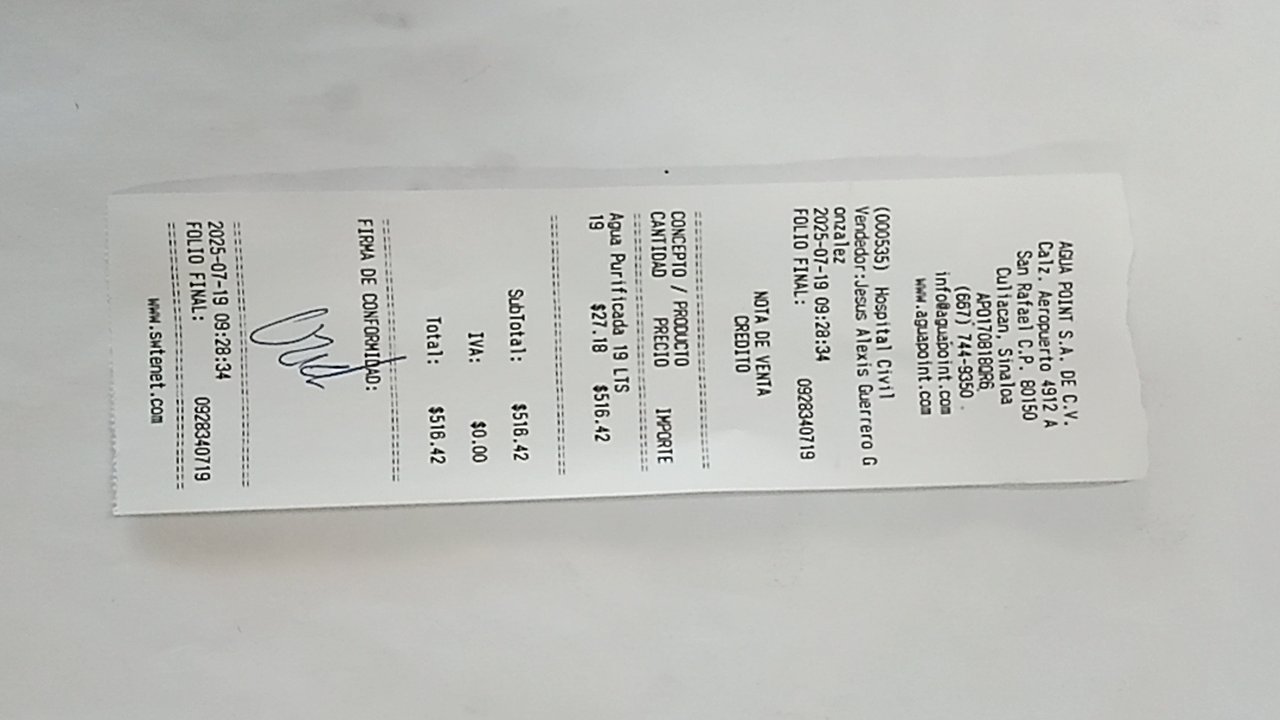 AGUA POINT S.A. DE C.V.
Calz. Aeropuerto 4912 A
San Rafael C.P. 80150
Culiacan, Sinaloa
APO170818QR6
(667) 744-9350 .
info@aguapoint.com
www.aguapoint.com
(000535) Hospital Civil
Vendedor:Jesus Alexis Guerrero G
onzalez
2025-07-19 09:28:34
FOLIO FINAL: 0928340719
NOTA DE VENTA
CREDITO
CONCEPTO / PRODUCTO
CANTIDAD PRECIO IMPORTE
Agua Purificada 19 LTS
19 $27.18 $516.42
SubTotal: $516.42
IVA: $0.00
Total: $516.42
FIRMA DE CONFORMIDAD:
2025-07-19 09:28:34
FOLIO FINAL: 0928340719
www.smtenet.com